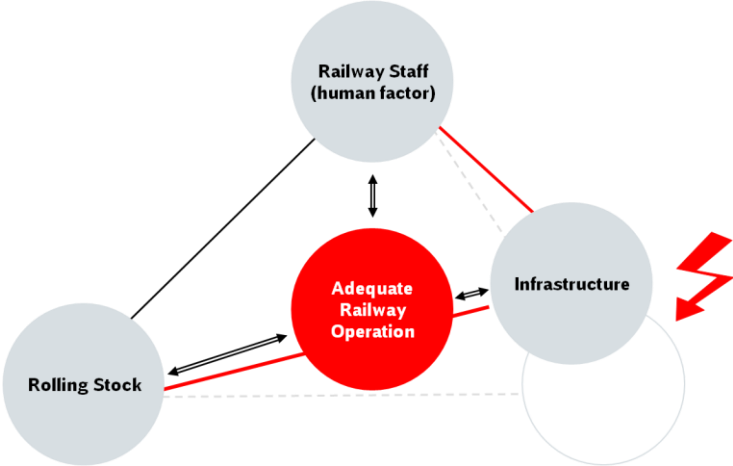 Railway Staff
(human factor)
Infrastructure
Adequate
Railway
Operation
Rolling Stock